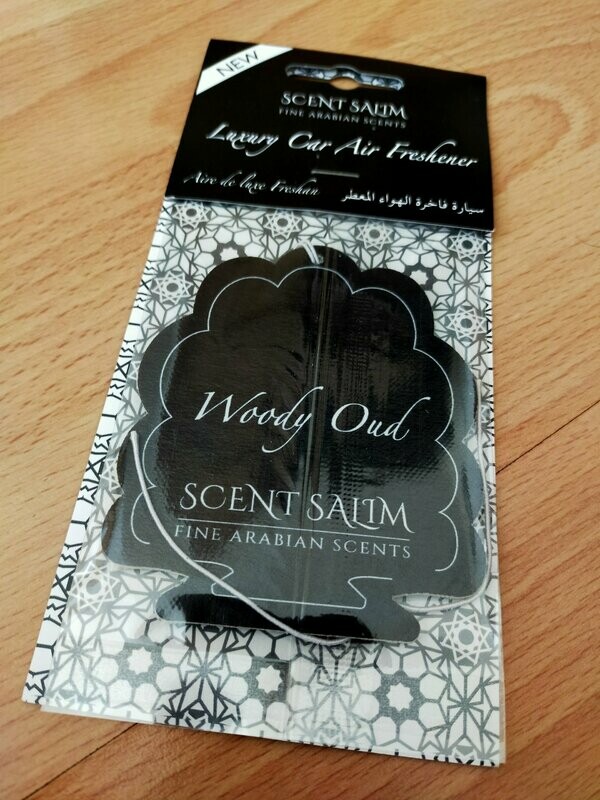 NEW
SCENT SALIM
FINE ARABIAN SCENTS
Luxury Car Air Freshener
Aire de luxe Freshan
سيارة فاخرة الهواء المعطر
Woody Oud
SCENT SALIM
FINE ARABIAN SCENTS